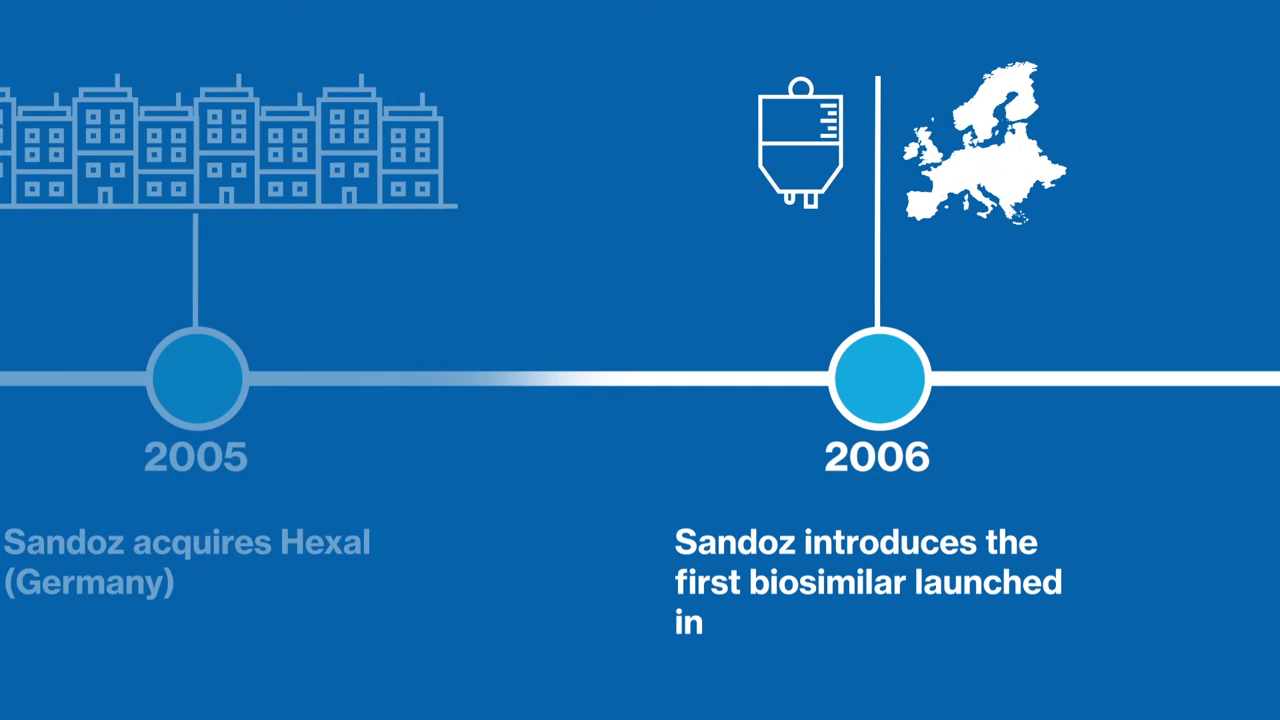 2005
Sandoz acquires Hexal
(Germany)
2006
Sandoz introduces the
first biosimilar launched
in